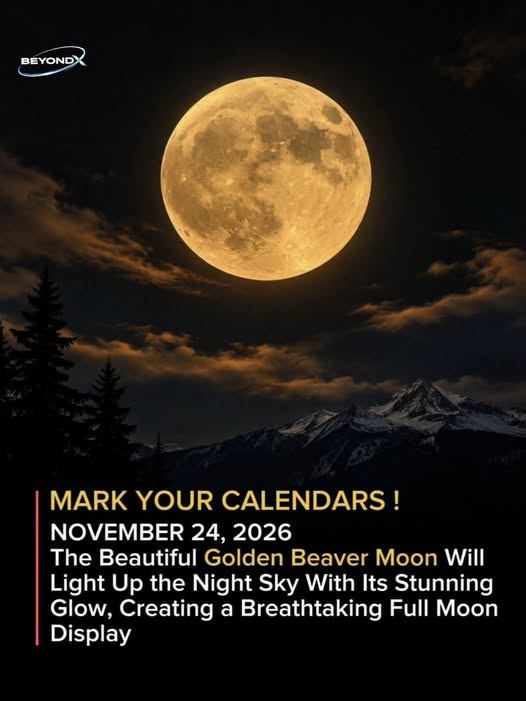 BEYONDX
MARK YOUR CALENDARS !
NOVEMBER 24, 2026
The Beautiful Golden Beaver Moon Will
Light Up the Night Sky With Its Stunning
Glow, Creating a Breathtaking Full Moon
Display